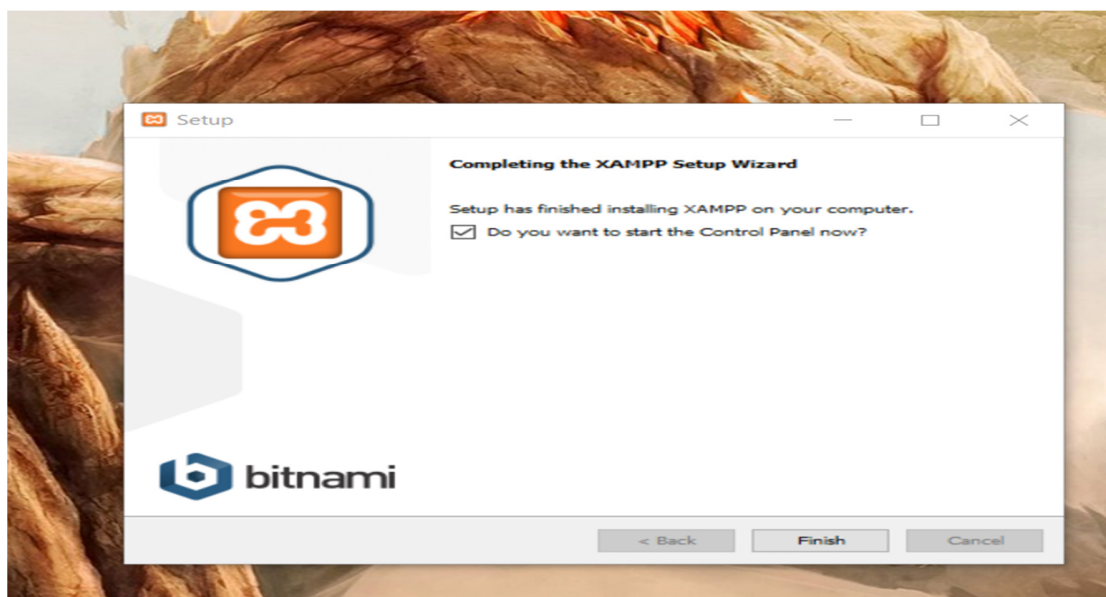 Setup
Completing the XAMPP Setup Wizard
Setup has finished installing XAMPP on your computer.
Do you want to start the Control Panel now?
bitnami
< Back
Finish
Cancel